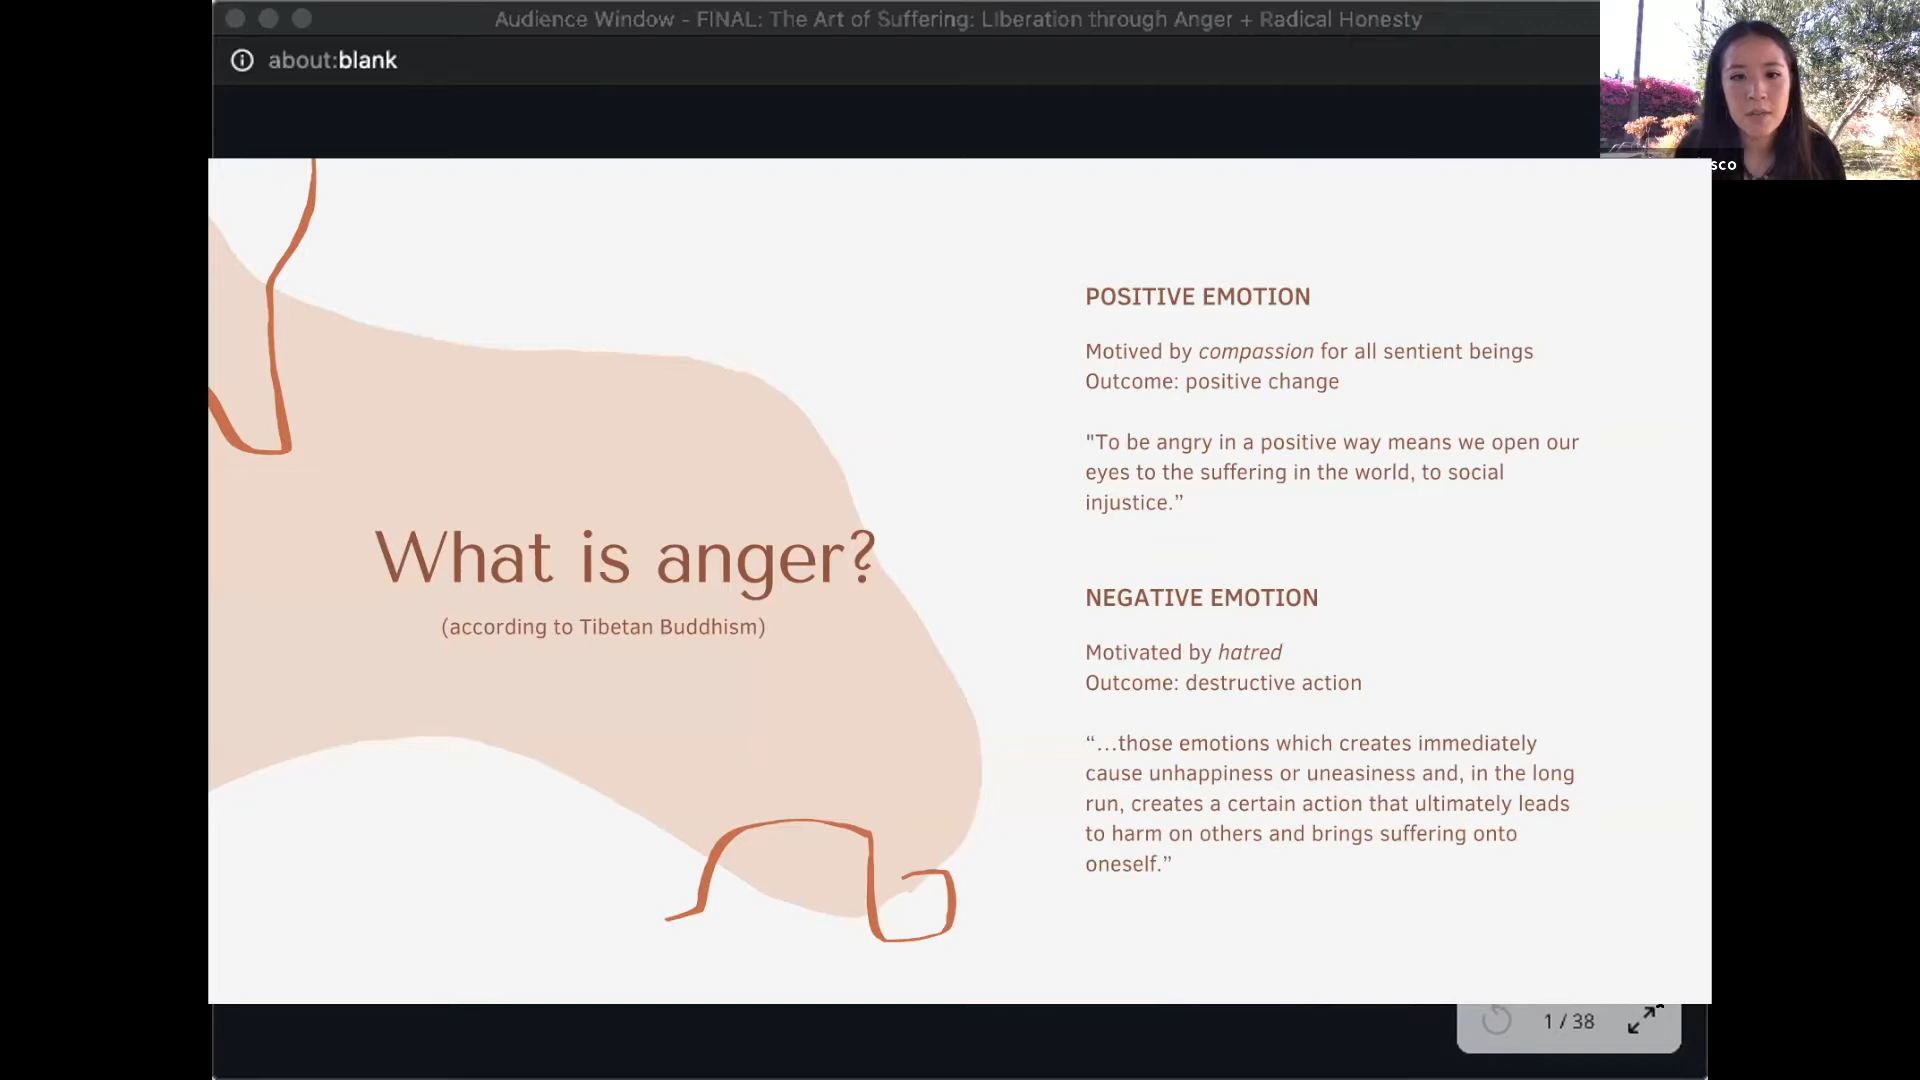 Audience Window - FINAL: The Art of Suffering: LIberation through Anger + Radical Honesty
about:blank
sco
What is anger?
(according to Tibetan Buddhism)
POSITIVE EMOTION
Motived by compassion for all sentient beings
Outcome: positive change
"To be angry in a positive way means we open our
eyes to the suffering in the world, to social
injustice.”
NEGATIVE EMOTION
Motivated by hatred
Outcome: destructive action
“…those emotions which creates immediately
cause unhappiness or uneasiness and, in the long
run, creates a certain action that ultimately leads
to harm on others and brings suffering onto
oneself.”
1 / 38